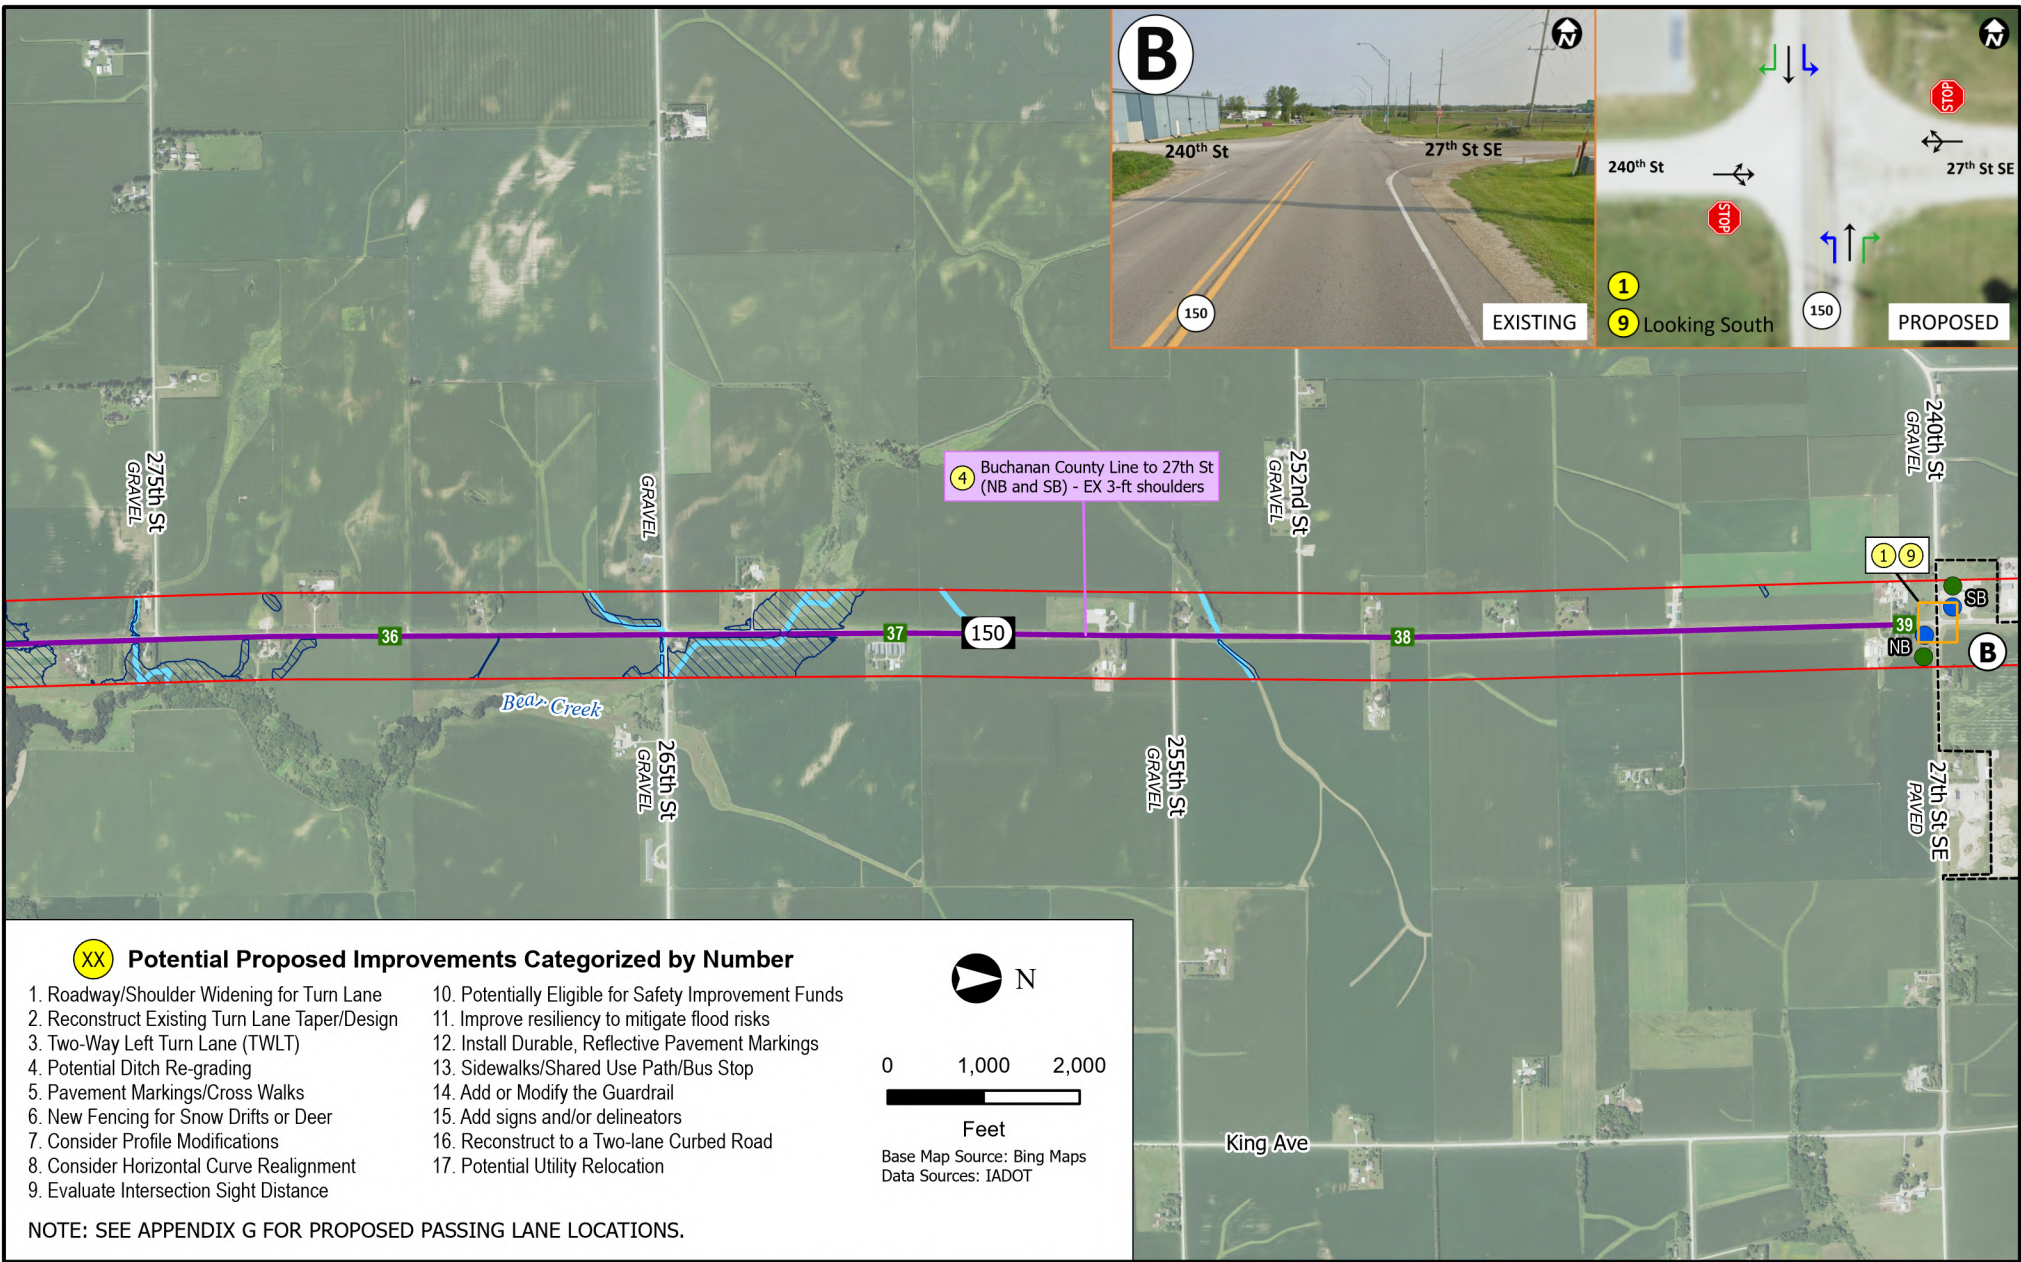 B
240th St
27th St SE
150
EXISTING
N
STOP
240th St
27th St SE
STOP
1
9 Looking South
150
PROPOSED
N
275th St
GRAVEL
GRAVEL
4 Buchanan County Line to 27th St
(NB and SB) - EX 3-ft shoulders
252nd St
GRAVEL
240th St
GRAVEL
1 9
SB
36
37
150
38
39
NB
B
Bear Creek
265th St
GRAVEL
255th St
GRAVEL
27th St SE
PAVED
King Ave
XX Potential Proposed Improvements Categorized by Number
1. Roadway/Shoulder Widening for Turn Lane
2. Reconstruct Existing Turn Lane Taper/Design
3. Two-Way Left Turn Lane (TWLT)
4. Potential Ditch Re-grading
5. Pavement Markings/Cross Walks
6. New Fencing for Snow Drifts or Deer
7. Consider Profile Modifications
8. Consider Horizontal Curve Realignment
9. Evaluate Intersection Sight Distance
10. Potentially Eligible for Safety Improvement Funds
11. Improve resiliency to mitigate flood risks
12. Install Durable, Reflective Pavement Markings
13. Sidewalks/Shared Use Path/Bus Stop
14. Add or Modify the Guardrail
15. Add signs and/or delineators
16. Reconstruct to a Two-lane Curbed Road
17. Potential Utility Relocation
N
0 1,000 2,000
Feet
Base Map Source: Bing Maps
Data Sources: IADOT
NOTE: SEE APPENDIX G FOR PROPOSED PASSING LANE LOCATIONS.